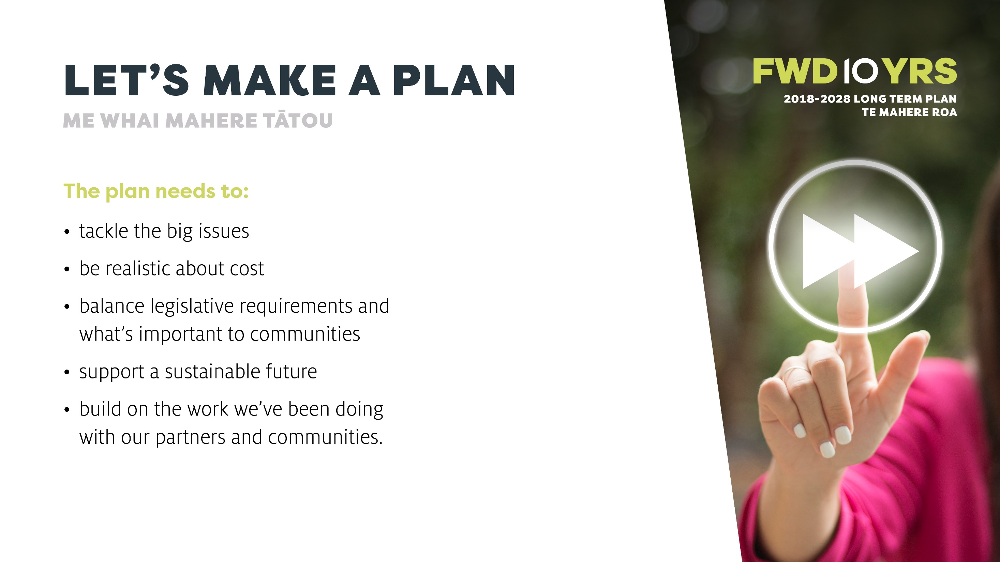 LET’S MAKE A PLAN
ME WHAI MAHERE TĀTOU
The plan needs to:
• tackle the big issues
• be realistic about cost
• balance legislative requirements and
what’s important to communities
• support a sustainable future
• build on the work we’ve been doing
with our partners and communities.
FWD 10 YRS
2018-2028 LONG TERM PLAN
TE MAHERE ROA